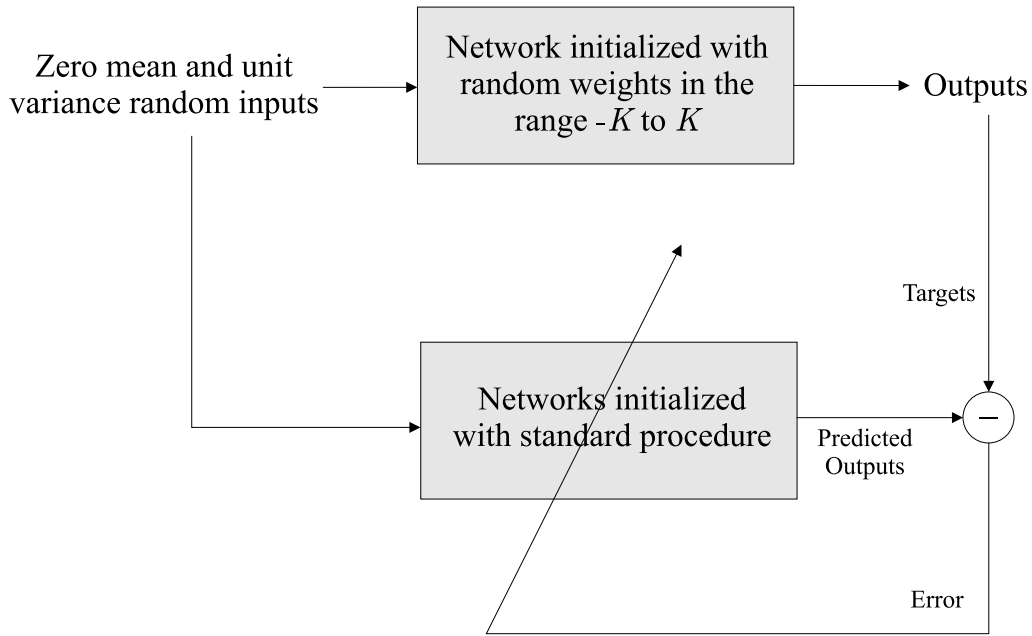 Zero mean and unit
variance random inputs
Network initialized with
random weights in the
range -K to K
Outputs
Targets
Networks initialized
with standard procedure
Predicted
Outputs
−
Error